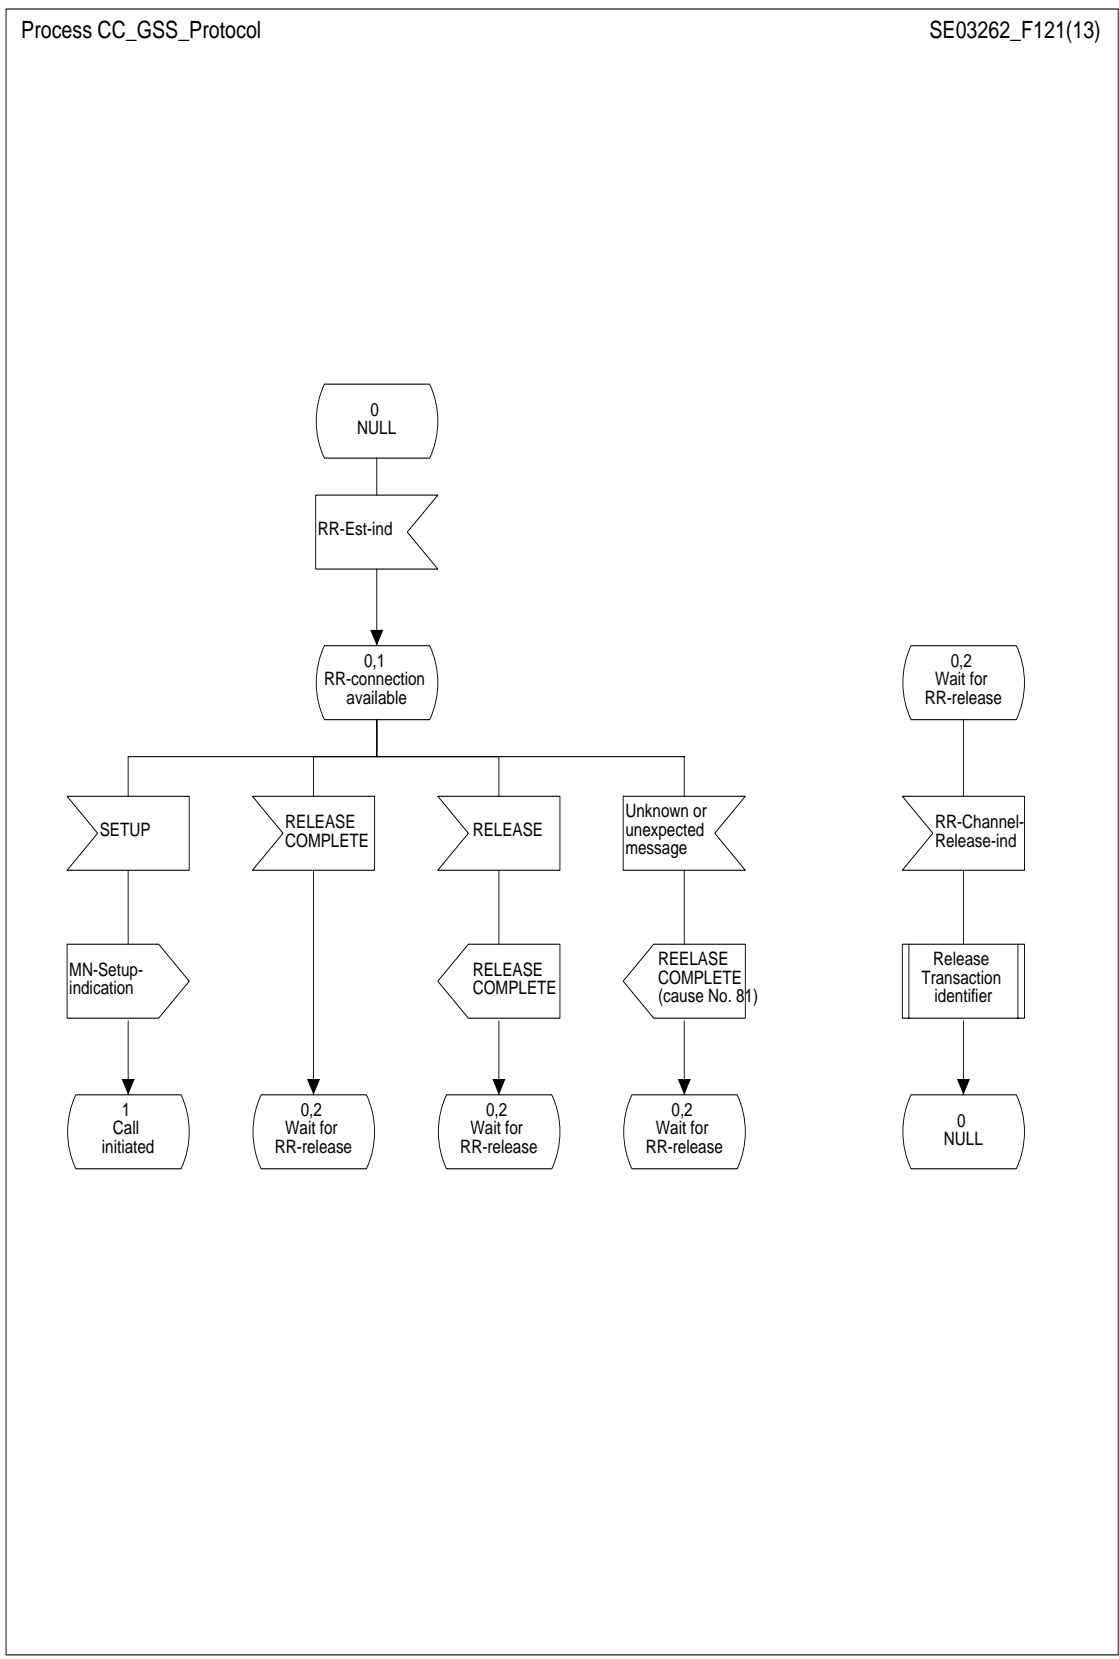 Process CC_GSS_Protocol
SE03262_F121(13)
0
NULL
RR-Est-ind
0,1
RR-connection
available
0,2
Wait for
RR-release
SETUP
RELEASE
COMPLETE
RELEASE
Unknown or
unexpected
message
RR-Channel-
Release-ind
MN-Setup-
indication
RELEASE
COMPLETE
REELASE
COMPLETE
(cause No. 81)
Release
Transaction
identifier
1
Call
initiated
0,2
Wait for
RR-release
0,2
Wait for
RR-release
0,2
Wait for
RR-release
0
NULL